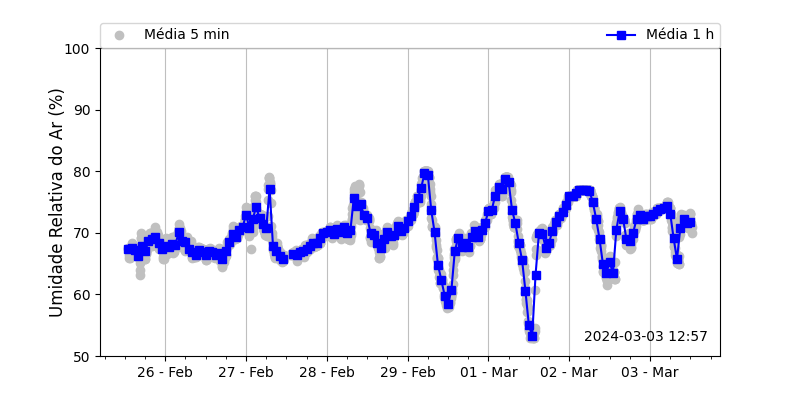 Média 5 min Média 1 h
Umidade Relativa do Ar (%)
100
90
80
70
60
50
2024-03-03 12:57
26 - Feb 27 - Feb 28 - Feb 29 - Feb 01 - Mar 02 - Mar 03 - Mar